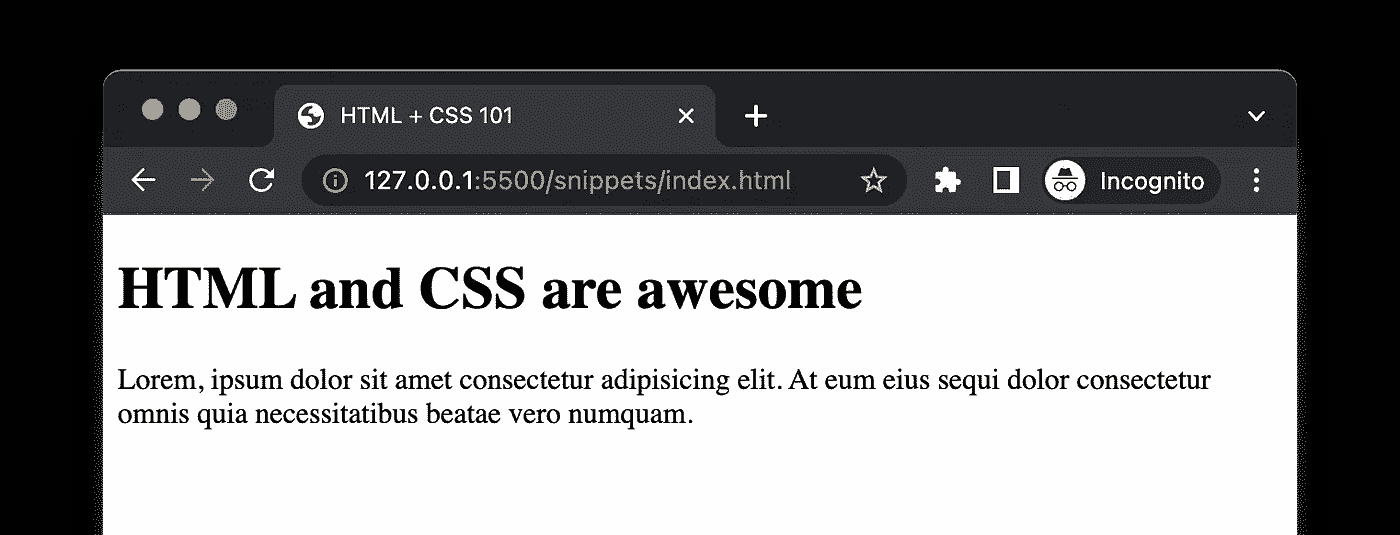 HTML + CSS 101
127.0.0.1:5500/snippets/index.html
Incognito
HTML and CSS are awesome
Lorem, ipsum dolor sit amet consectetur adipisicing elit. At eum eius sequi dolor consectetur
omnis quia necessitatibus beatae vero numquam.